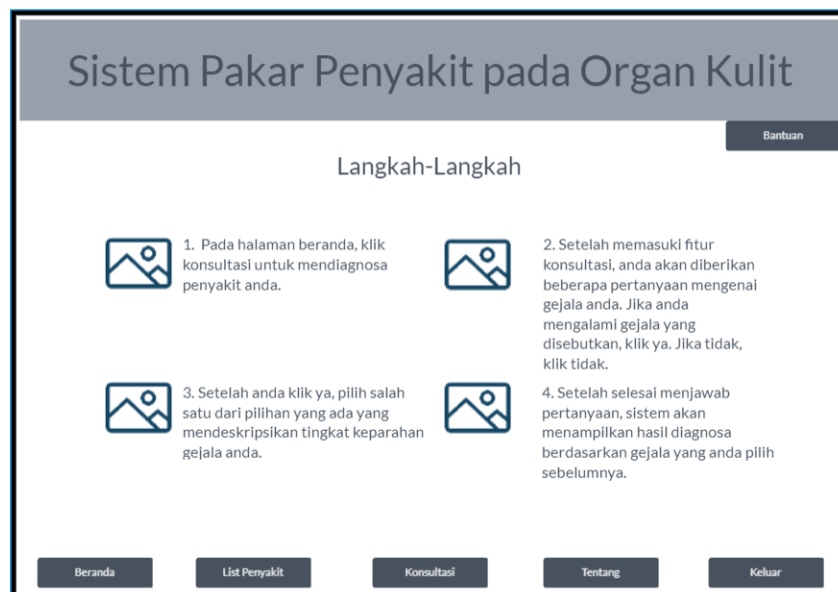 Sistem Pakar Penyakit pada Organ Kulit
Bantuan
Langkah-Langkah
1. Pada halaman beranda, klik
konsultasi untuk mendiagnosa
penyakit anda.
2. Setelah memasuki fitur
konsultasi, anda akan diberikan
beberapa pertanyaan mengenai
gejala anda. Jika anda
mengalami gejala yang
disebutkan, klik ya. Jika tidak,
klik tidak.
3. Setelah anda klik ya, pilih salah
satu dari pilihan yang ada yang
mendeskripsikan tingkat keparahan
gejala anda.
4. Setelah selesai menjawab
pertanyaan, sistem akan
menampilkan hasil diagnosa
berdasarkan gejala yang anda pilih
sebelumnya.
Beranda
List Penyakit
Konsultasi
Tentang
Keluar